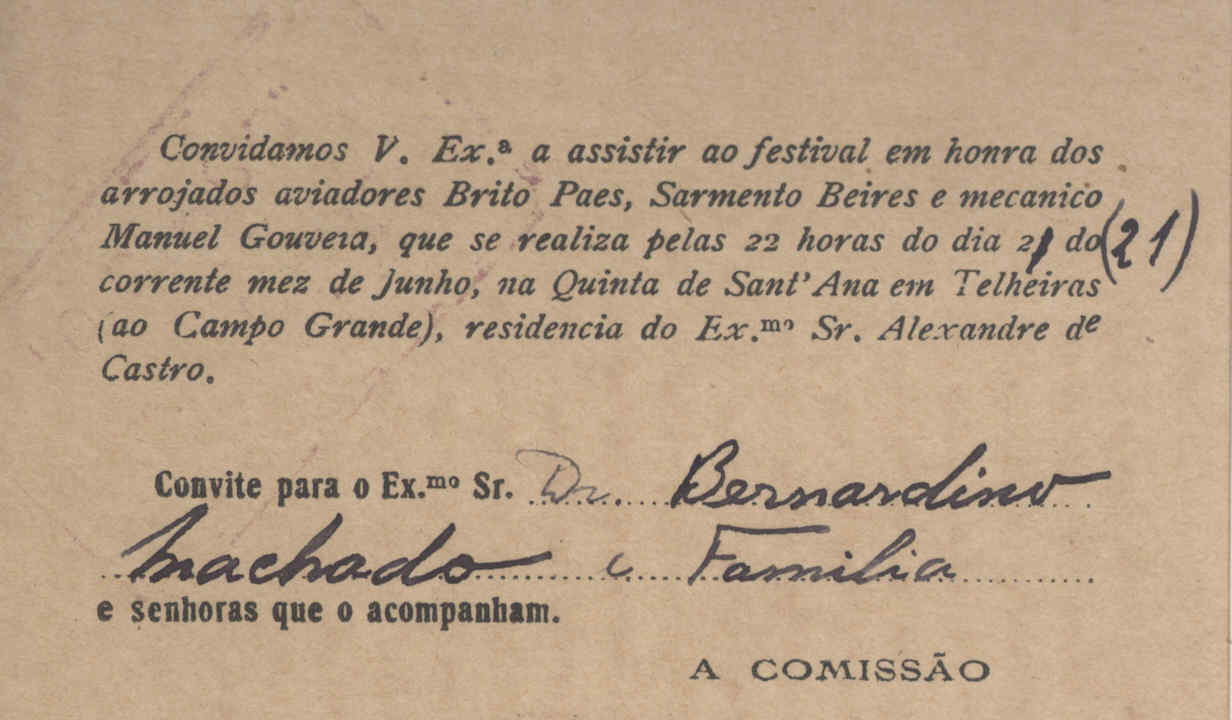 Convidamos V. Ex.ª a assistir ao festival em honra dos
arrojados aviadores Brito Paes, Sarmento Beires e mecanico
Manuel Gouveia, que se realiza pelas 22 horas do dia 21 do (21)
corrente mez de Junho, na Quinta de Sant'Ana em Telheiras
(ao Campo Grande), residencia do Ex.ᵐᵒ Sr. Alexandre de
Castro.
Convite para o Ex.ᵐᵒ Sr. Dr. Bernardino
Machado e Familia
e senhoras que o acompanham.
A COMISSÃO